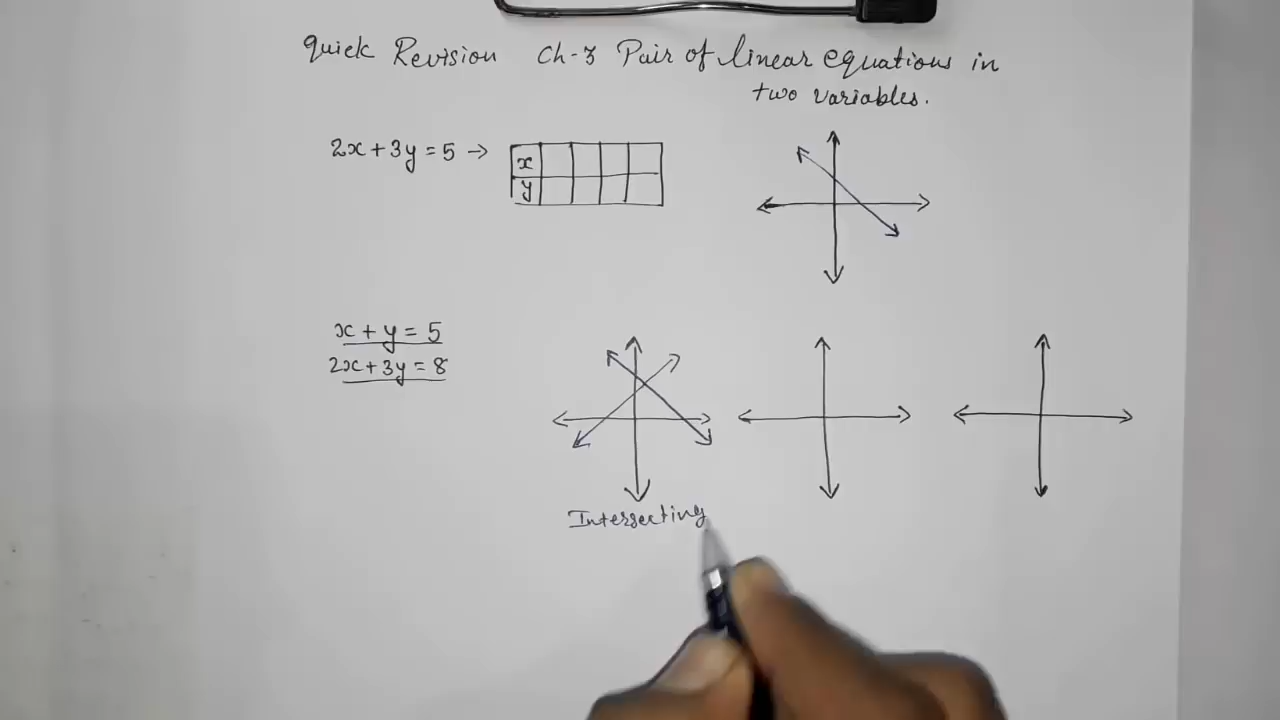 Quick Revision Ch-3 Pair of linear equations in
two variables.
2x + 3y = 5 →
x
y
x + y = 5
2x + 3y = 8
Intersecting